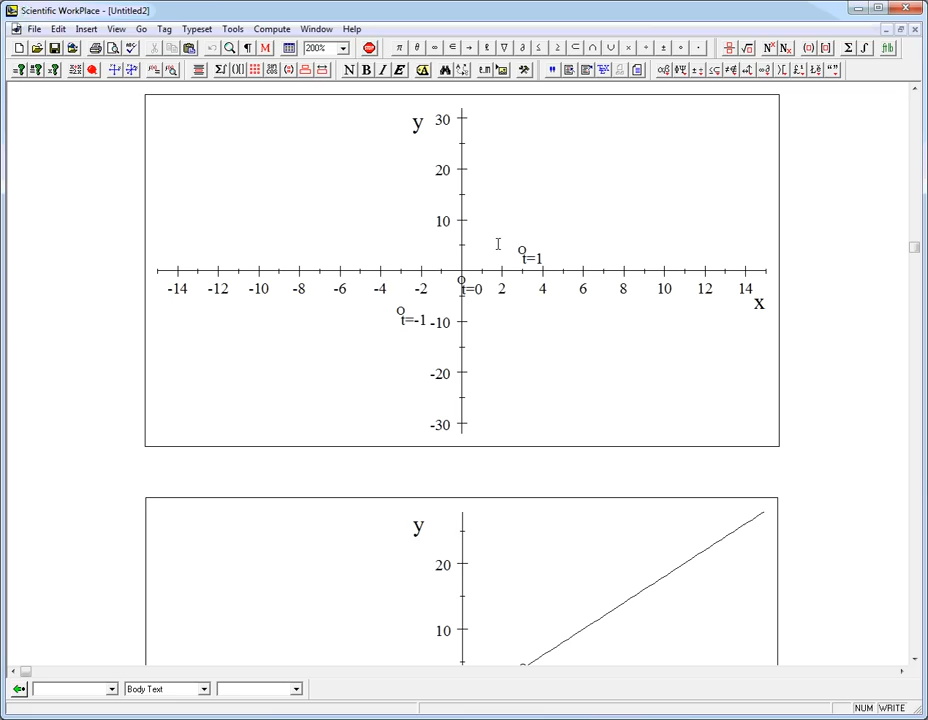 Scientific WorkPlace - [Untitled2]
File Edit Insert View Go Tag Typeset Tools Compute Window Help
200%
N B I E
y 30
20
10
t=1
-14 -12 -10 -8 -6 -4 -2 t=0 2 4 6 8 10 12 14
x
t=-1 -10
-20
-30
y
20
10
Body Text
NUM WRITE